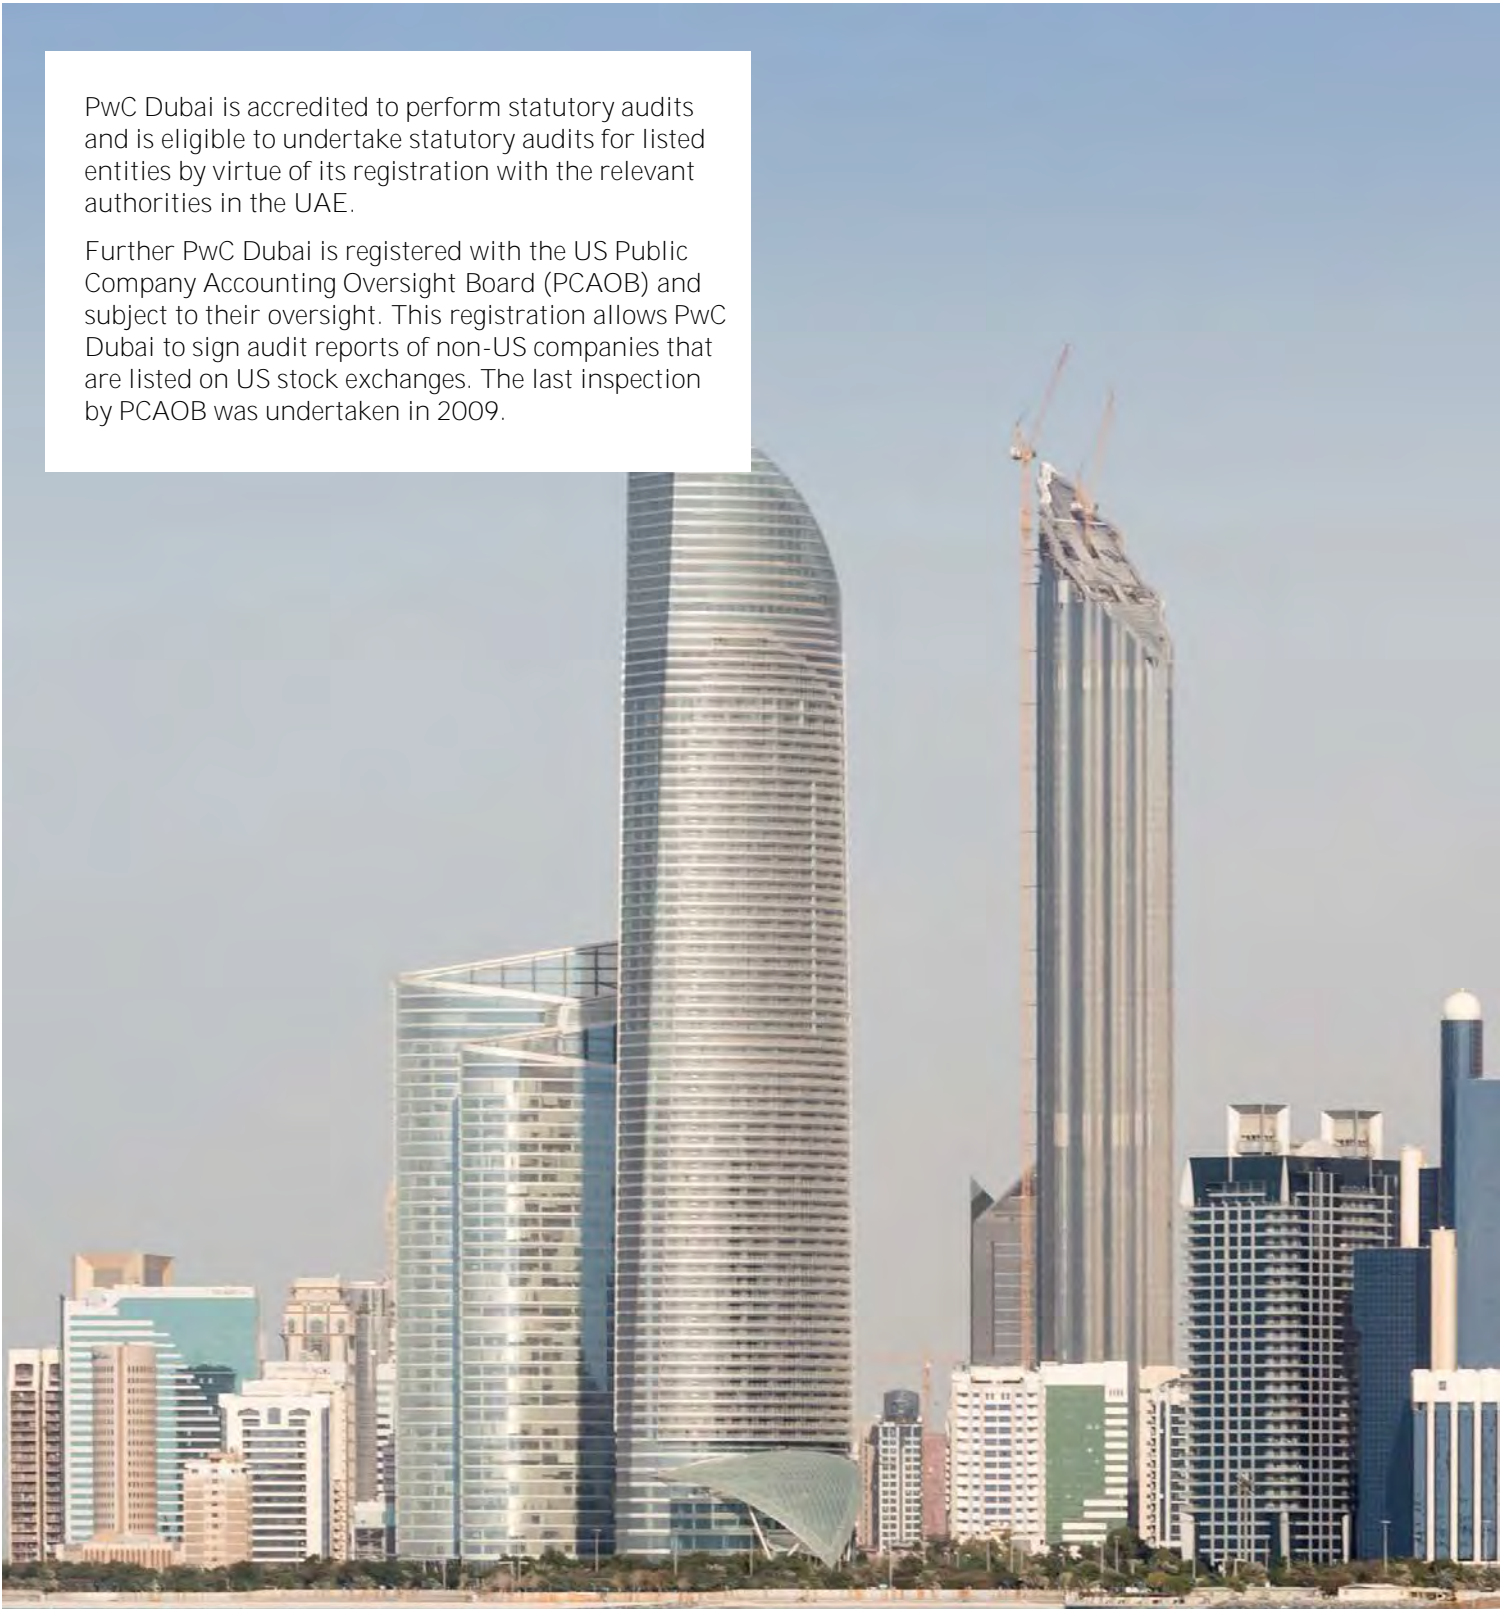 PwC Dubai is accredited to perform statutory audits
and is eligible to undertake statutory audits for listed
entities by virtue of its registration with the relevant
authorities in the UAE.
Further PwC Dubai is registered with the US Public
Company Accounting Oversight Board (PCAOB) and
subject to their oversight. This registration allows PwC
Dubai to sign audit reports of non-US companies that
are listed on US stock exchanges. The last inspection
by PCAOB was undertaken in 2009.